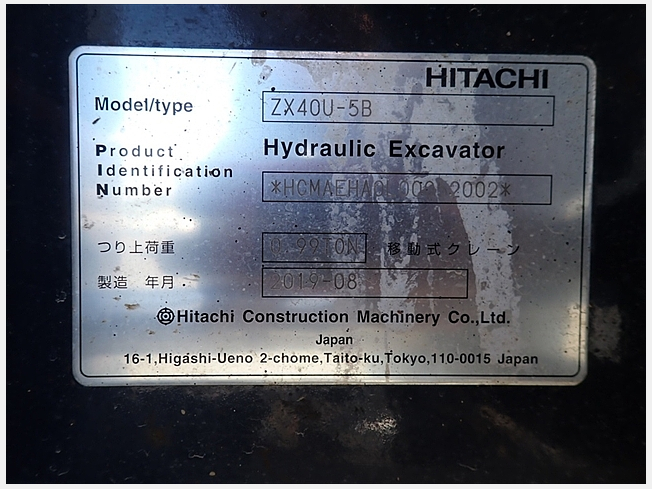 HITACHI
Model/type ZX40U-5B
Product Hydraulic Excavator
Identification
Number
つり上荷重 0.99TON 移動式クレーン
製造 年月 2019-08
Hitachi Construction Machinery Co.,Ltd.
Japan
16-1,Higashi-Ueno 2-chome,Taito-ku,Tokyo,110-0015 Japan